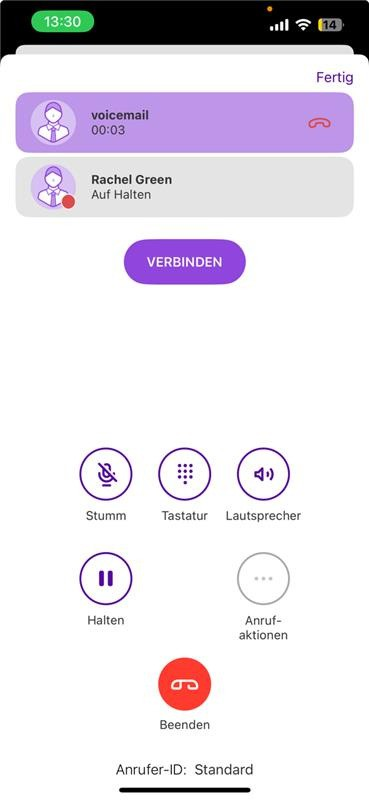 13:30
14
Fertig
voicemail
00:03
Rachel Green
Auf Halten
VERBINDEN
Stumm
Tastatur
Lautsprecher
Halten
Anruf-
aktionen
Beenden
Anrufer-ID: Standard